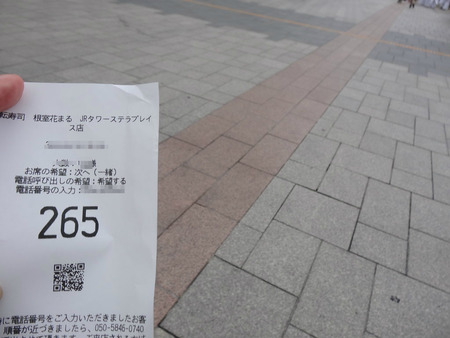 転寿司 根室花まる JRタワーステラプレイ
ス店
お席の希望:次へ(一緒)
電話呼び出しの希望:希望する
電話番号の入力:
265
に電話番号をご入力いただきましたお客
順番が近づきましたら、050-5846-0740